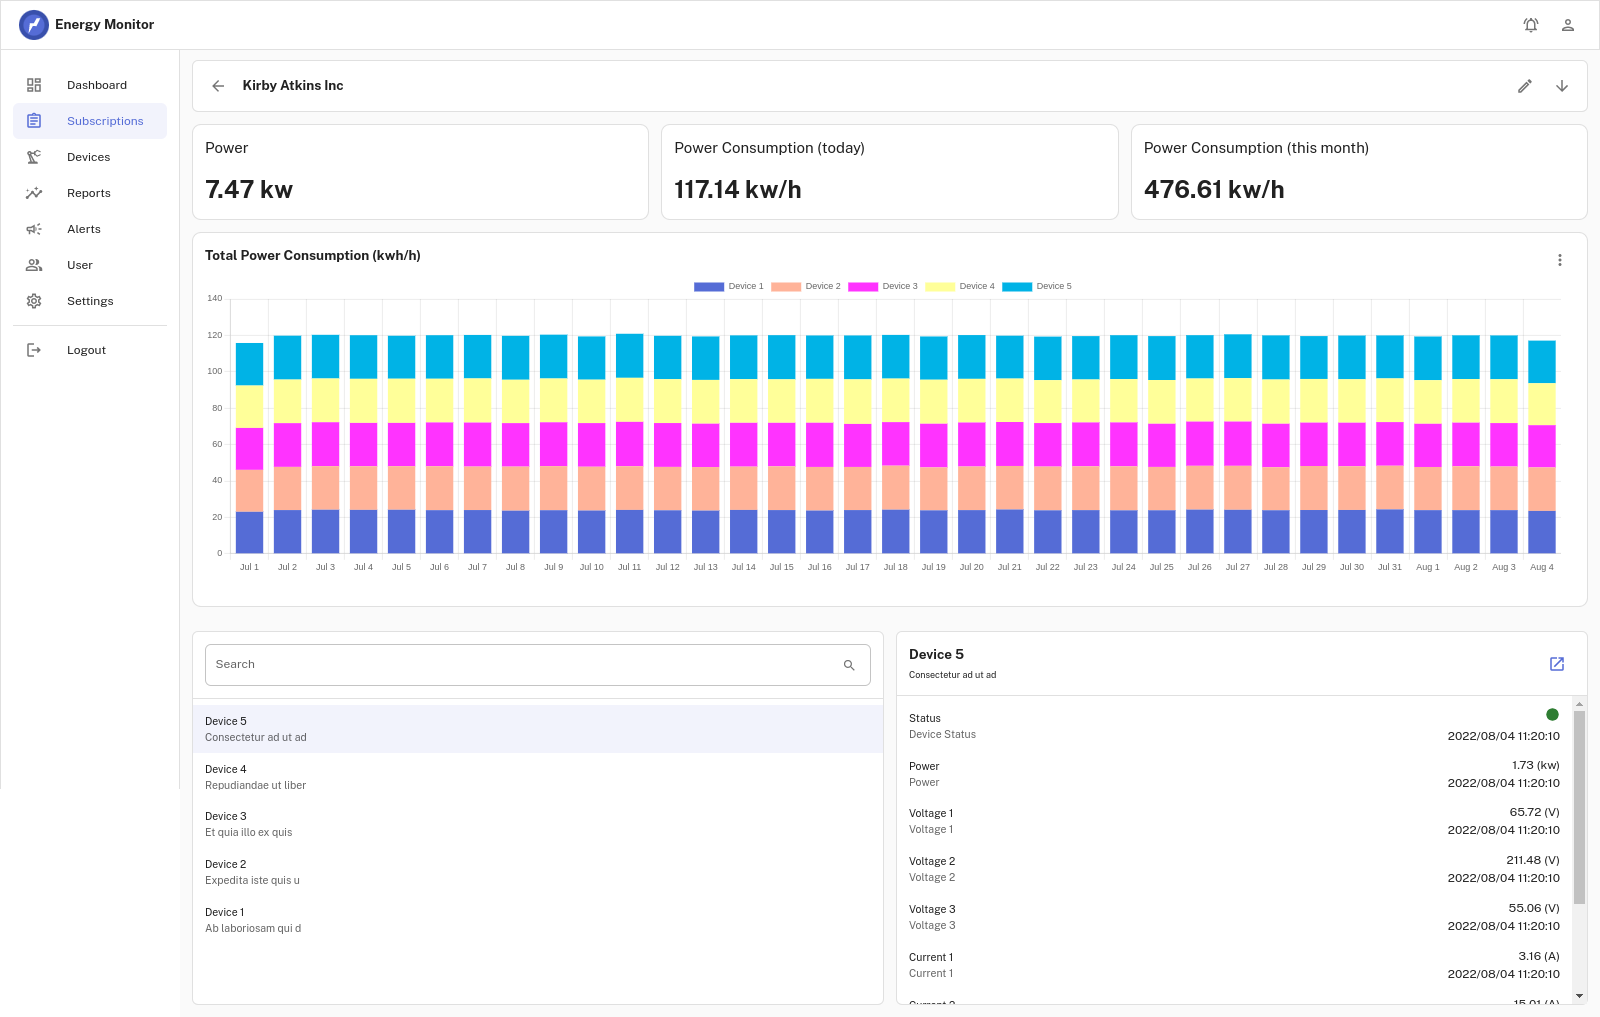 Energy Monitor
Dashboard
Subscriptions
Devices
Reports
Alerts
User
Settings
Logout
Kirby Atkins Inc
Power
7.47 kw
Power Consumption (today)
117.14 kw/h
Power Consumption (this month)
476.61 kw/h
Total Power Consumption (kwh/h)
Device 1 Device 2 Device 3 Device 4 Device 5
140
120
100
80
60
40
20
0
Jul 1 Jul 2 Jul 3 Jul 4 Jul 5 Jul 6 Jul 7 Jul 8 Jul 9 Jul 10 Jul 11 Jul 12 Jul 13 Jul 14 Jul 15 Jul 16 Jul 17 Jul 18 Jul 19 Jul 20 Jul 21 Jul 22 Jul 23 Jul 24 Jul 25 Jul 26 Jul 27 Jul 28 Jul 29 Jul 30 Jul 31 Aug 1 Aug 2 Aug 3 Aug 4
Search
Device 5
Consectetur ad ut ad
Device 4
Repudiandae ut liber
Device 3
Et quia illo ex quis
Device 2
Expedita iste quis u
Device 1
Ab laboriosam qui d
Device 5
Consectetur ad ut ad
Status
Device Status 2022/08/04 11:20:10
Power 1.73 (kw)
Power 2022/08/04 11:20:10
Voltage 1 65.72 (V)
Voltage 1 2022/08/04 11:20:10
Voltage 2 211.48 (V)
Voltage 2 2022/08/04 11:20:10
Voltage 3 55.06 (V)
Voltage 3 2022/08/04 11:20:10
Current 1 3.16 (A)
Current 1 2022/08/04 11:20:10